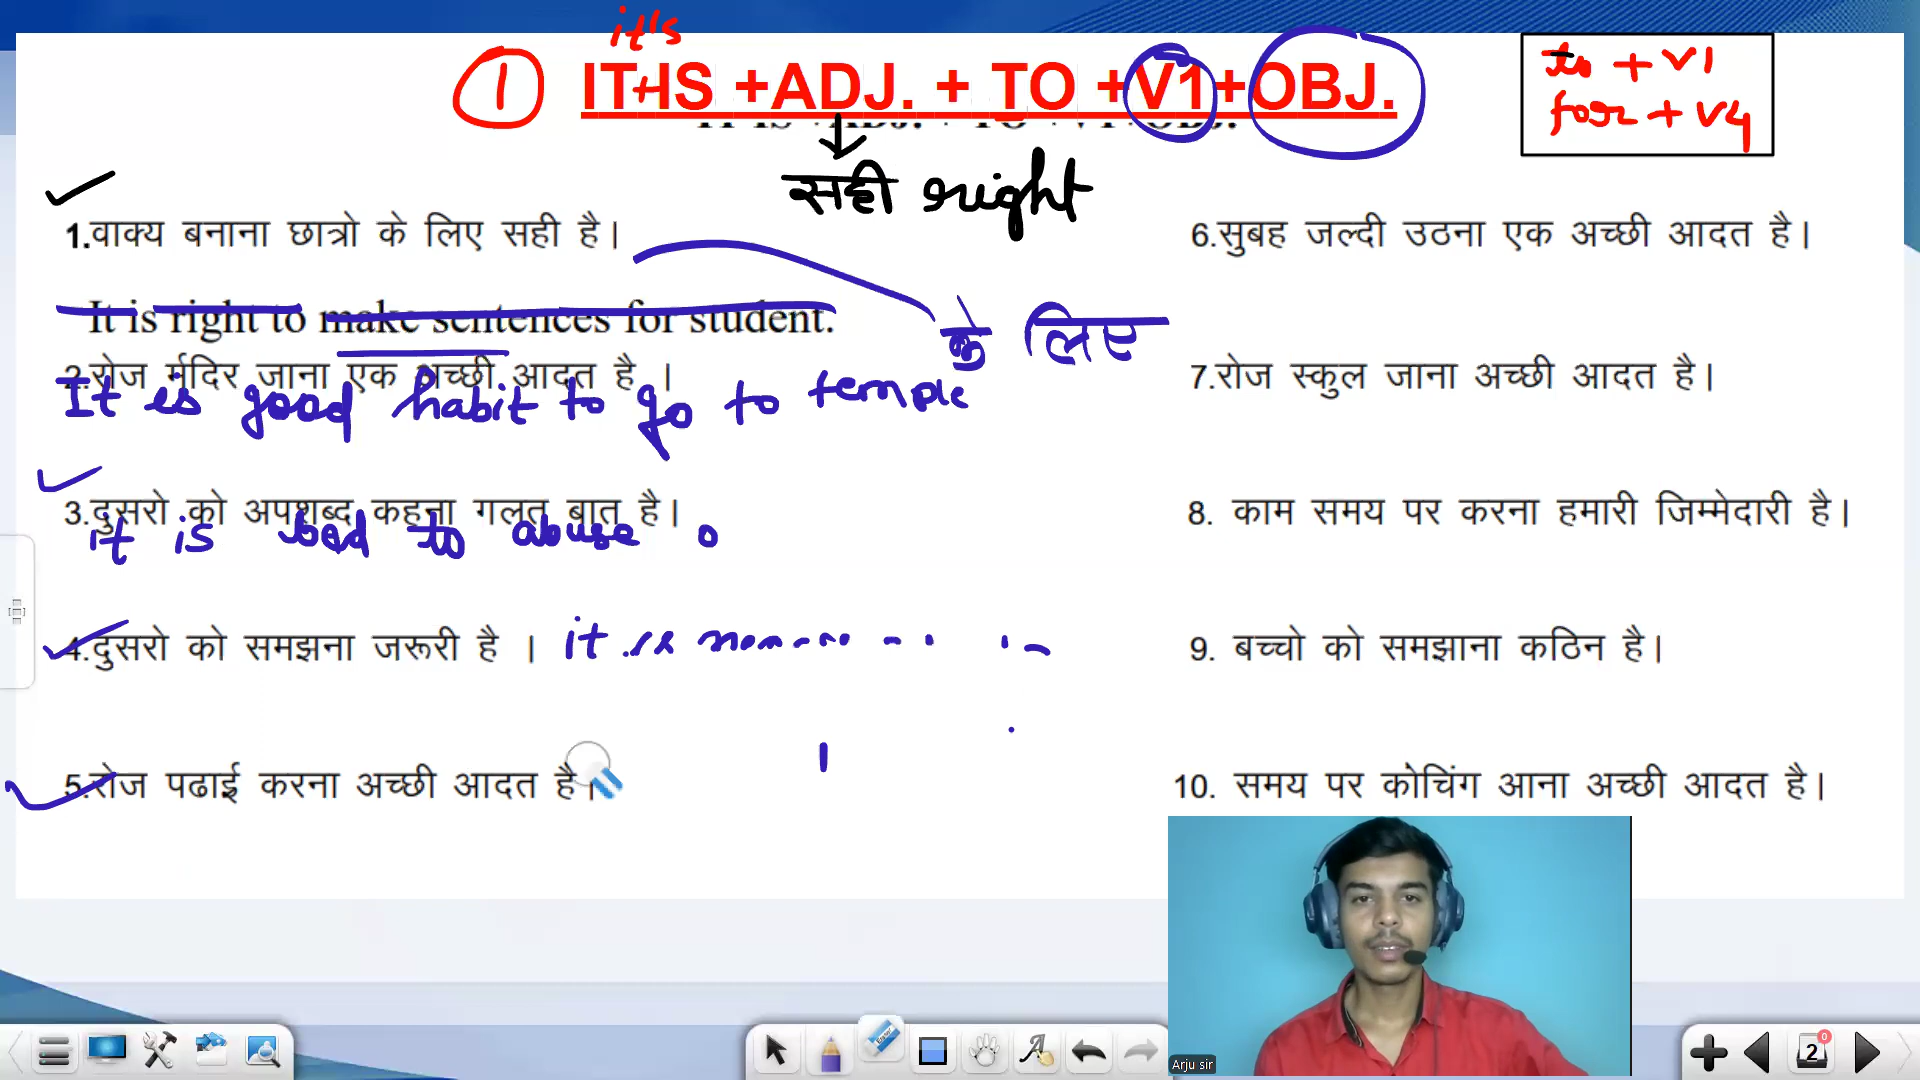 it's
① IT IS +ADJ. + TO +V1+OBJ.
to + V1
for + V4
सही right
1.वाक्य बनाना छात्रो के लिए सही है।
It is right to make sentences for student.
के लिए
2.रोज मंदिर जाना एक अच्छी आदत है ।
It is good habit to go to temple
3.दुसरो को अपशब्द कहना गलत बात है।
it is bad to abuse o
4.दुसरो को समझना जरूरी है । it is
5.रोज पढाई करना अच्छी आदत है।
6.सुबह जल्दी उठना एक अच्छी आदत है।
7.रोज स्कुल जाना अच्छी आदत है।
8. काम समय पर करना हमारी जिम्मेदारी है।
9. बच्चो को समझाना कठिन है।
10. समय पर कोचिंग आना अच्छी आदत है।
Arju sir
2
0